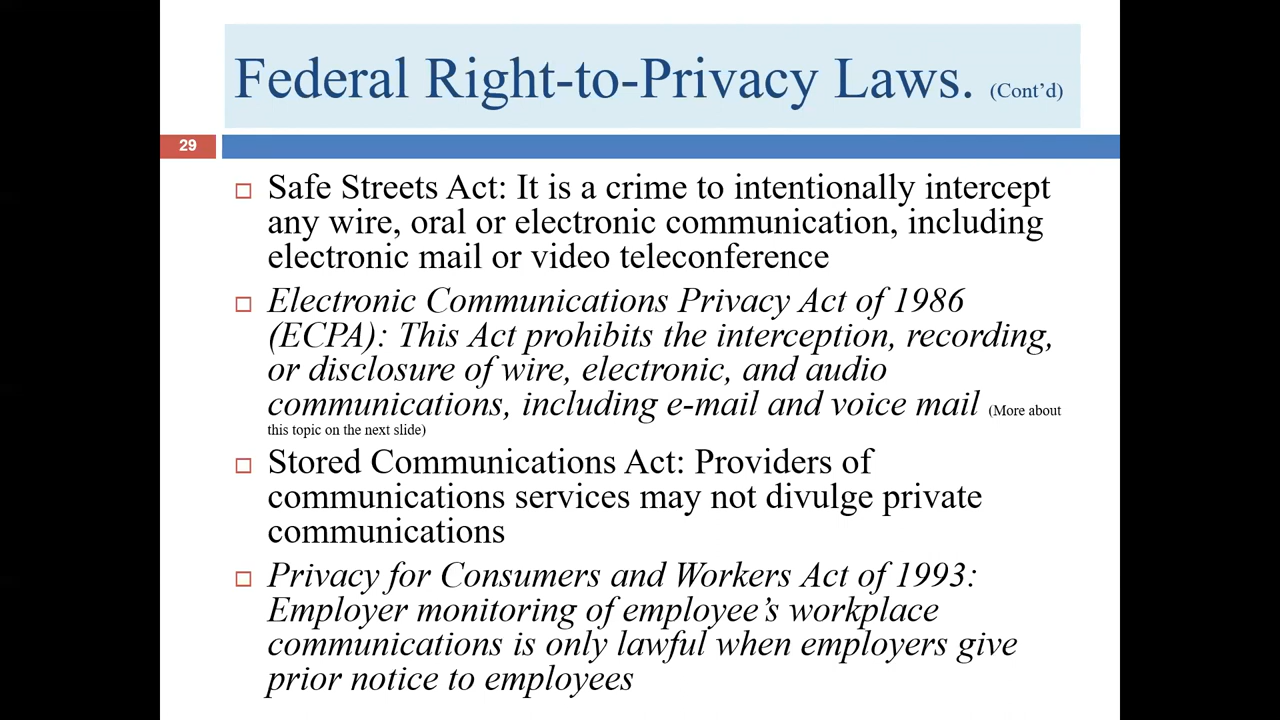 Federal Right-to-Privacy Laws. (Cont’d)
29
Safe Streets Act: It is a crime to intentionally intercept
any wire, oral or electronic communication, including
electronic mail or video teleconference
Electronic Communications Privacy Act of 1986
(ECPA): This Act prohibits the interception, recording,
or disclosure of wire, electronic, and audio
communications, including e-mail and voice mail (More about
this topic on the next slide)
Stored Communications Act: Providers of
communications services may not divulge private
communications
Privacy for Consumers and Workers Act of 1993:
Employer monitoring of employee’s workplace
communications is only lawful when employers give
prior notice to employees